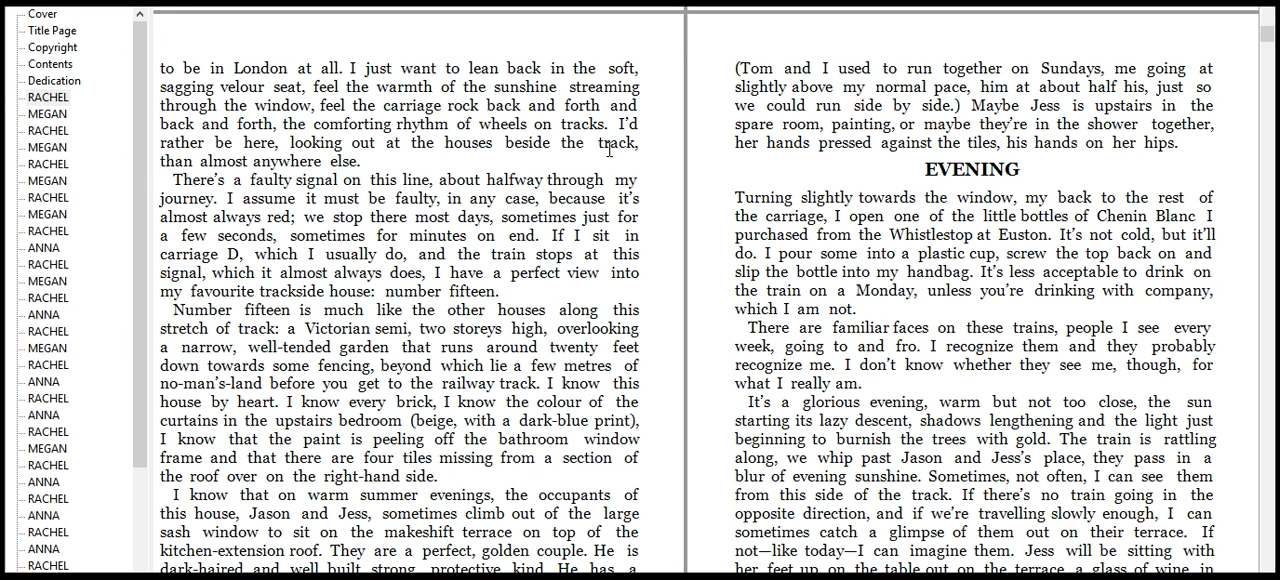 Cover
Title Page
Copyright
Contents
Dedication
RACHEL
MEGAN
RACHEL
MEGAN
RACHEL
MEGAN
RACHEL
MEGAN
RACHEL
ANNA
RACHEL
MEGAN
RACHEL
ANNA
RACHEL
MEGAN
RACHEL
ANNA
RACHEL
ANNA
RACHEL
MEGAN
RACHEL
ANNA
RACHEL
ANNA
RACHEL
ANNA
RACHEL
to be in London at all. I just want to lean back in the soft,
sagging velour seat, feel the warmth of the sunshine streaming
through the window, feel the carriage rock back and forth and
back and forth, the comforting rhythm of wheels on tracks. I’d
rather be here, looking out at the houses beside the track,
than almost anywhere else.
There’s a faulty signal on this line, about halfway through my
journey. I assume it must be faulty, in any case, because it’s
almost always red; we stop there most days, sometimes just for
a few seconds, sometimes for minutes on end. If I sit in
carriage D, which I usually do, and the train stops at this
signal, which it almost always does, I have a perfect view into
my favourite trackside house: number fifteen.
Number fifteen is much like the other houses along this
stretch of track: a Victorian semi, two storeys high, overlooking
a narrow, well-tended garden that runs around twenty feet
down towards some fencing, beyond which lie a few metres of
no-man’s-land before you get to the railway track. I know this
house by heart. I know every brick, I know the colour of the
curtains in the upstairs bedroom (beige, with a dark-blue print),
I know that the paint is peeling off the bathroom window
frame and that there are four tiles missing from a section of
the roof over on the right-hand side.
I know that on warm summer evenings, the occupants of
this house, Jason and Jess, sometimes climb out of the large
sash window to sit on the makeshift terrace on top of the
kitchen-extension roof. They are a perfect, golden couple. He is
dark-haired and well built, strong, protective, kind. He has a
(Tom and I used to run together on Sundays, me going at
slightly above my normal pace, him at about half his, just so
we could run side by side.) Maybe Jess is upstairs in the
spare room, painting, or maybe they’re in the shower together,
her hands pressed against the tiles, his hands on her hips.
EVENING
Turning slightly towards the window, my back to the rest of
the carriage, I open one of the little bottles of Chenin Blanc I
purchased from the Whistlestop at Euston. It’s not cold, but it’ll
do. I pour some into a plastic cup, screw the top back on and
slip the bottle into my handbag. It’s less acceptable to drink on
the train on a Monday, unless you’re drinking with company,
which I am not.
There are familiar faces on these trains, people I see every
week, going to and fro. I recognize them and they probably
recognize me. I don’t know whether they see me, though, for
what I really am.
It’s a glorious evening, warm but not too close, the sun
starting its lazy descent, shadows lengthening and the light just
beginning to burnish the trees with gold. The train is rattling
along, we whip past Jason and Jess’s place, they pass in a
blur of evening sunshine. Sometimes, not often, I can see them
from this side of the track. If there’s no train going in the
opposite direction, and if we’re travelling slowly enough, I can
sometimes catch a glimpse of them out on their terrace. If
not—like today—I can imagine them. Jess will be sitting with
her feet up on the table out on the terrace, a glass of wine in